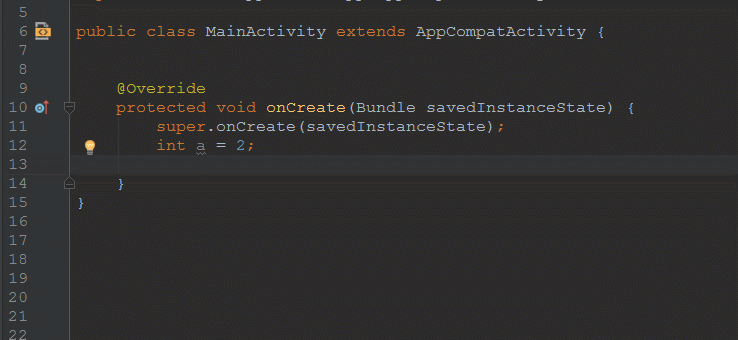 5
6 public class MainActivity extends AppCompatActivity {
7
8
9 @Override
10 protected void onCreate(Bundle savedInstanceState) {
11 super.onCreate(savedInstanceState);
12 int a = 2;
13
14 }
15 }
16
17
18
19
20
21
22